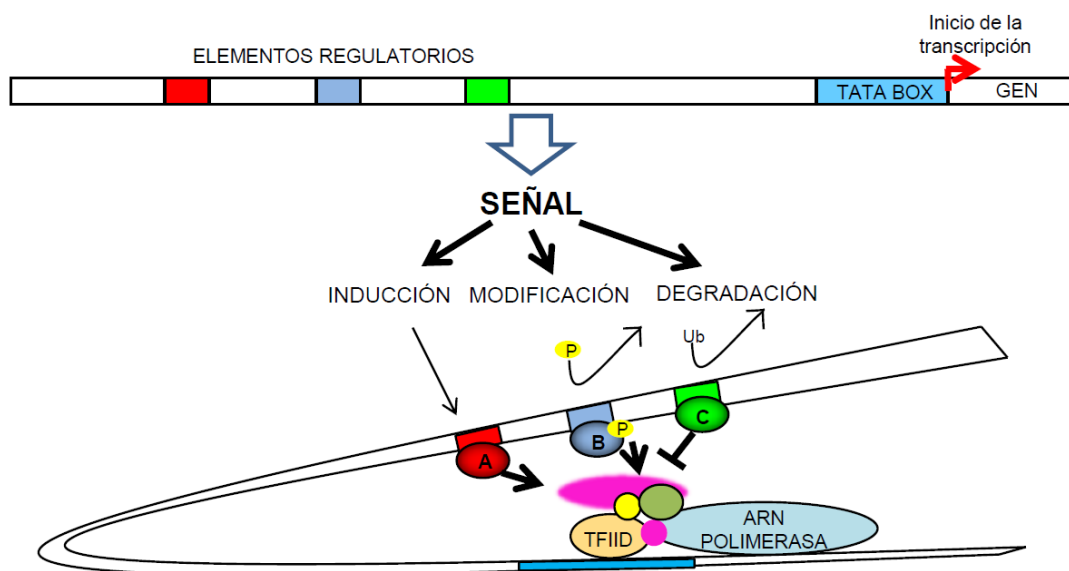 Inicio de la
transcripción
ELEMENTOS REGULATORIOS
TATA BOX
GEN
SEÑAL
INDUCCIÓN
MODIFICACIÓN
DEGRADACIÓN
P
Ub
A
B
P
C
TFIID
ARN
POLIMERASA